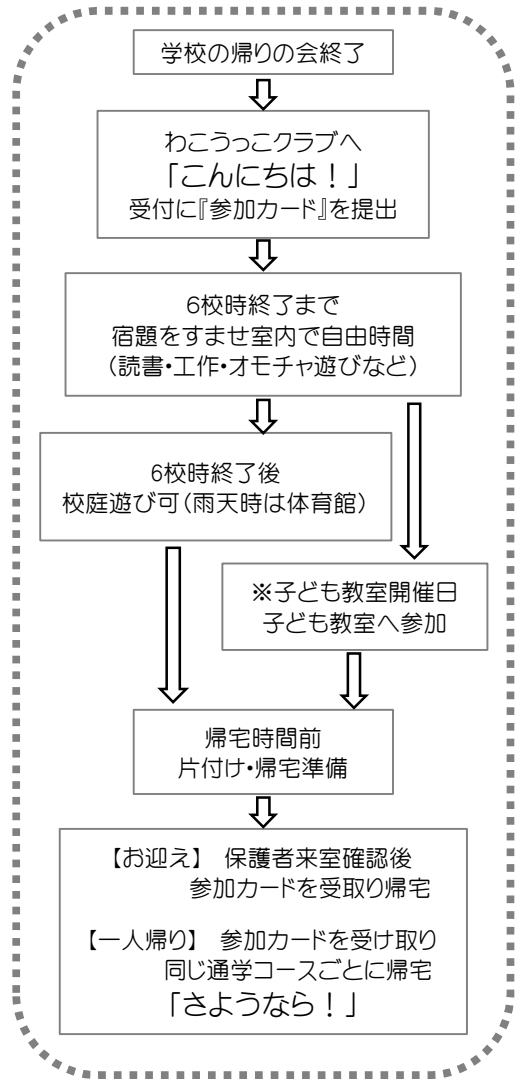 学校の帰りの会終了
わこうっこクラブへ
「こんにちは！」
受付に『参加カード』を提出
6校時終了まで
宿題をすませ室内で自由時間
（読書・工作・オモチャ遊びなど）
6校時終了後
校庭遊び可（雨天時は体育館）
※子ども教室開催日
子ども教室へ参加
帰宅時間前
片付け・帰宅準備
【お迎え】 保護者来室確認後
参加カードを受取り帰宅
【一人帰り】 参加カードを受け取り
同じ通学コースごとに帰宅
「さようなら！」